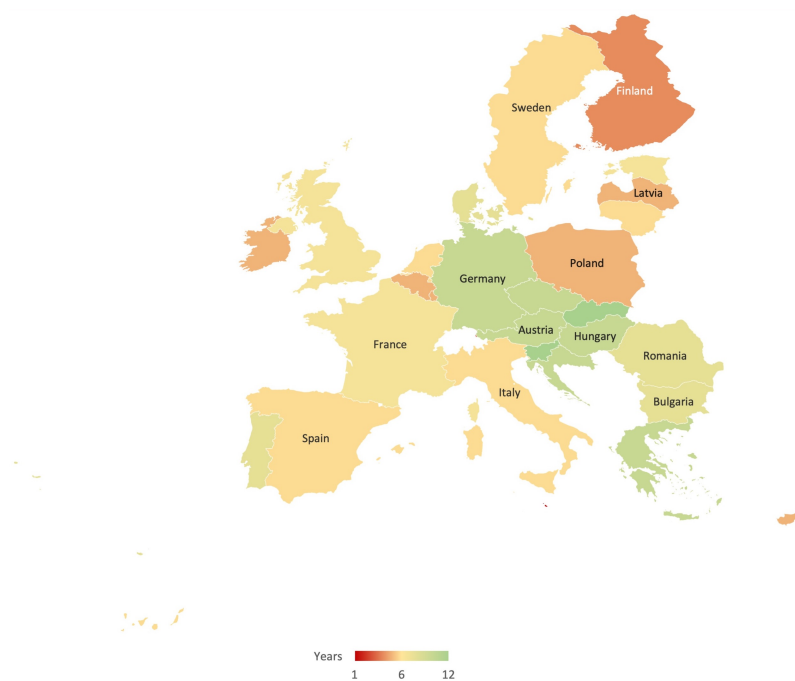 Finland
Sweden
Latvia
Poland
Germany
Austria
Hungary
France
Romania
Italy
Bulgaria
Spain
Years
1 6 12